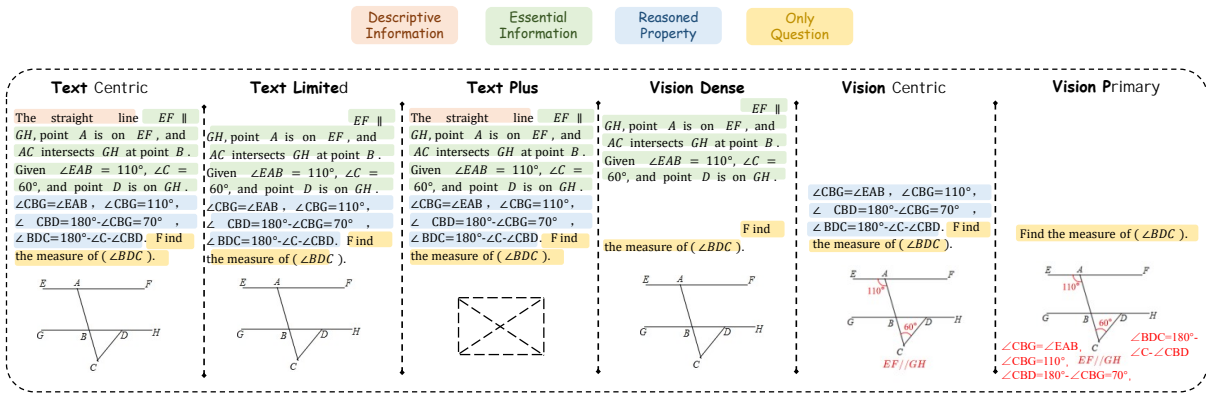 Descriptive
Information
Essential
Information
Reasoned
Property
Only
Question
Text Centric
The straight line EF ∥
GH, point A is on EF, and
AC intersects GH at point B.
Given ∠EAB = 110°, ∠C =
60°, and point D is on GH.
∠CBG=∠EAB , ∠CBG=110°,
∠ CBD=180°-∠CBG=70° ,
∠BDC=180°-∠C-∠CBD. Find
the measure of (∠BDC).
E
A
F
G
B
D
H
C
Text Limited
EF ∥
GH, point A is on EF, and
AC intersects GH at point B.
Given ∠EAB = 110°, ∠C =
60°, and point D is on GH.
∠CBG=∠EAB , ∠CBG=110°,
∠ CBD=180°-∠CBG=70° ,
∠BDC=180°-∠C-∠CBD. Find
the measure of (∠BDC).
E
A
F
G
B
D
H
C
Text Plus
The straight line EF ∥
GH, point A is on EF, and
AC intersects GH at point B.
Given ∠EAB = 110°, ∠C =
60°, and point D is on GH.
∠CBG=∠EAB , ∠CBG=110°,
∠ CBD=180°-∠CBG=70° ,
∠BDC=180°-∠C-∠CBD. Find
the measure of (∠BDC).
Vision Dense
EF ∥
GH, point A is on EF, and
AC intersects GH at point B.
Given ∠EAB = 110°, ∠C =
60°, and point D is on GH.
Find
the measure of (∠BDC).
E
A
F
G
B
D
H
C
Vision Centric
∠CBG=∠EAB , ∠CBG=110°,
∠ CBD=180°-∠CBG=70° ,
∠BDC=180°-∠C-∠CBD. Find
the measure of (∠BDC).
E
A
F
110°
G
B
60°
D
H
C
EF//GH
Vision Primary
Find the measure of (∠BDC).
E
A
F
110°
G
B
60°
D
H
C
∠CBG=∠EAB,
∠CBG=110°,
EF//GH
∠CBD=180°-∠CBG=70°,
∠BDC=180°-
∠C-∠CBD